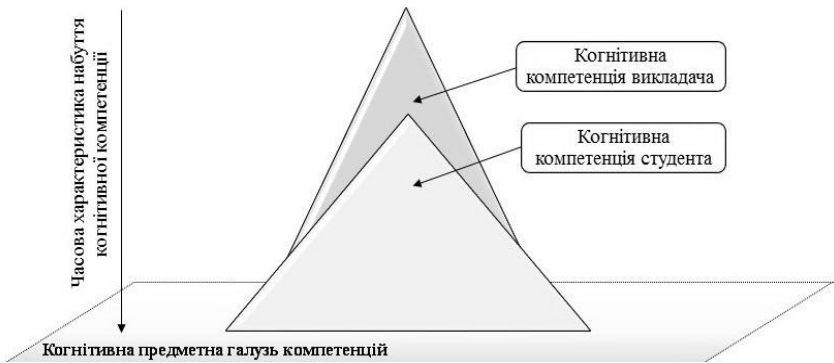 Часова характеристика набуття
когнітивної компетенції
Когнітивна
компетенція викладача
Когнітивна
компетенція студента
Когнітивна предметна галузь компетенцій